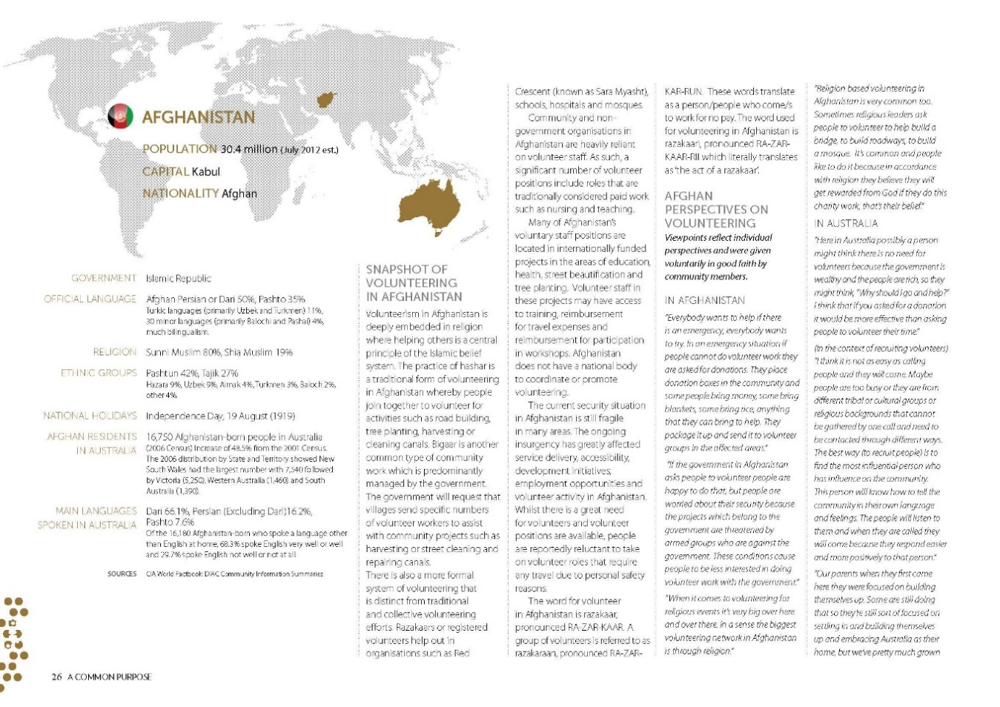 AFGHANISTAN
POPULATION 30.4 million (July 2012 est.)
CAPITAL Kabul
NATIONALITY Afghan
GOVERNMENT Islamic Republic
OFFICIAL LANGUAGE Afghan Persian or Dari 50%, Pashto 35%
Turkic languages (primarily Uzbek and Turkmen) 11%,
30 minor languages (primarily Balochi and Pashai) 4%,
much bilingualism.
RELIGION Sunni Muslim 80%, Shia Muslim 19%
ETHNIC GROUPS Pashtun 42%, Tajik 27%
Hazara 9%, Uzbek 9%, Aimak 4%, Turkmen 3%, Baloch 2%,
other 4%.
NATIONAL HOLIDAYS Independence Day, 19 August (1919)
AFGHAN RESIDENTS 16,750 Afghanistan-born people in Australia
IN AUSTRALIA (2006 Census) Increase of 48.5% from the 2001 Census.
The 2006 distribution by State and Territory showed New
South Wales had the largest number with 7,540 followed
by Victoria (5,250), Western Australia (1,460) and South
Australia (1,390).
MAIN LANGUAGES Dari 66.1%, Persian (Excluding Dari)16.2%,
SPOKEN IN AUSTRALIA Pashto 7.6%
Of the 16,180 Afghanistan-born who spoke a language other
than English at home, 68.3% spoke English very well or well
and 29.7% spoke English not well or not at all.
SOURCES CIA World Factbook: DIAC Community Information Summaries
SNAPSHOT OF
VOLUNTEERING
IN AFGHANISTAN
Volunteerism in Afghanistan is
deeply embedded in religion
where helping others is a central
principle of the Islamic belief
system. The practice of hashar is
a traditional form of volunteering
in Afghanistan whereby people
join together to volunteer for
activities such as road building,
tree planting, harvesting or
cleaning canals. Bigaar is another
common type of community
work which is predominantly
managed by the government.
The government will request that
villages send specific numbers
of volunteer workers to assist
with community projects such as
harvesting or street cleaning and
repairing canals.
There is also a more formal
system of volunteering that
is distinct from traditional
and collective volunteering
efforts. Razakaars or registered
volunteers help out in
organisations such as Red
Crescent (known as Sara Myasht),
schools, hospitals and mosques.
Community and non-
government organisations in
Afghanistan are heavily reliant
on volunteer staff. As such, a
significant number of volunteer
positions include roles that are
traditionally considered paid work
such as nursing and teaching.
Many of Afghanistan's
voluntary staff positions are
located in internationally funded
projects in the areas of education,
health, street beautification and
tree planting. Volunteer staff in
these projects may have access
to training, reimbursement
for travel expenses and
reimbursement for participation
in workshops. Afghanistan
does not have a national body
to coordinate or promote
volunteering.
The current security situation
in Afghanistan is still fragile
in many areas. The ongoing
insurgency has greatly affected
service delivery, accessibility,
development initiatives,
employment opportunities and
volunteer activity in Afghanistan.
Whilst there is a great need
for volunteers and volunteer
positions are available, people
are reportedly reluctant to take
on volunteer roles that require
any travel due to personal safety
reasons.
The word for volunteer
in Afghanistan is razakaar,
pronounced RA-ZAR-KAAR. A
group of volunteers is referred to as
razakaraan, pronounced RA-ZAR-
KAR-RUN. These words translate
as a person/people who come/s
to work for no pay. The word used
for volunteering in Afghanistan is
razakaari, pronounced RA-ZAR-
KAAR-RII which literally translates
as 'the act of a razakaar'.
AFGHAN
PERSPECTIVES ON
VOLUNTEERING
Viewpoints reflect individual
perspectives and were given
voluntarily in good faith by
community members.
IN AFGHANISTAN
"Everybody wants to help if there
is an emergency, everybody wants
to try. In an emergency situation if
people cannot do volunteer work they
are asked for donations. They place
donation boxes in the community and
some people bring money, some bring
blankets, some bring rice, anything
that they can bring to help. They
package it up and send it to volunteer
groups in the affected areas."
"If the government in Afghanistan
asks people to volunteer people are
happy to do that, but people are
worried about their security because
the projects which belong to the
government are threatened by
armed groups who are against the
government. These conditions cause
people to be less interested in doing
volunteer work with the government."
"When it comes to volunteering for
religious events it's very big over here
and over there. In a sense the biggest
volunteering network in Afghanistan
is through religion."
"Religion based volunteering in
Afghanistan is very common too.
Sometimes religious leaders ask
people to volunteer to help build a
bridge, to build roadways, to build
a mosque. It's common and people
like to do it because in accordance
with religion they believe they will
get rewarded from God if they do this
charity work, that's their belief."
IN AUSTRALIA
"Here in Australia possibly a person
might think there is no need for
volunteers because the government is
wealthy and the people are rich, so they
might think, "Why should I go and help?"
I think that if you asked for a donation
it would be more effective than asking
people to volunteer their time."
(In the context of recruiting volunteers)
"I think it is not as easy as calling
people and they will come. Maybe
people are too busy or they are from
different tribal or cultural groups or
religious backgrounds that cannot
be gathered by one call and need to
be contacted through different ways.
The best way (to recruit people) is to
find the most influential person who
has influence on the community.
This person will know how to tell the
community in their own language
and feelings. The people will listen to
them and when they are called they
will come because they respond easier
and more positively to that person."
"Our parents when they first came
here they were focused on building
themselves up. Some are still doing
that so they're still sort of focused on
settling in and building themselves
up and embracing Australia as their
home, but we've pretty much grown
26 A COMMON PURPOSE